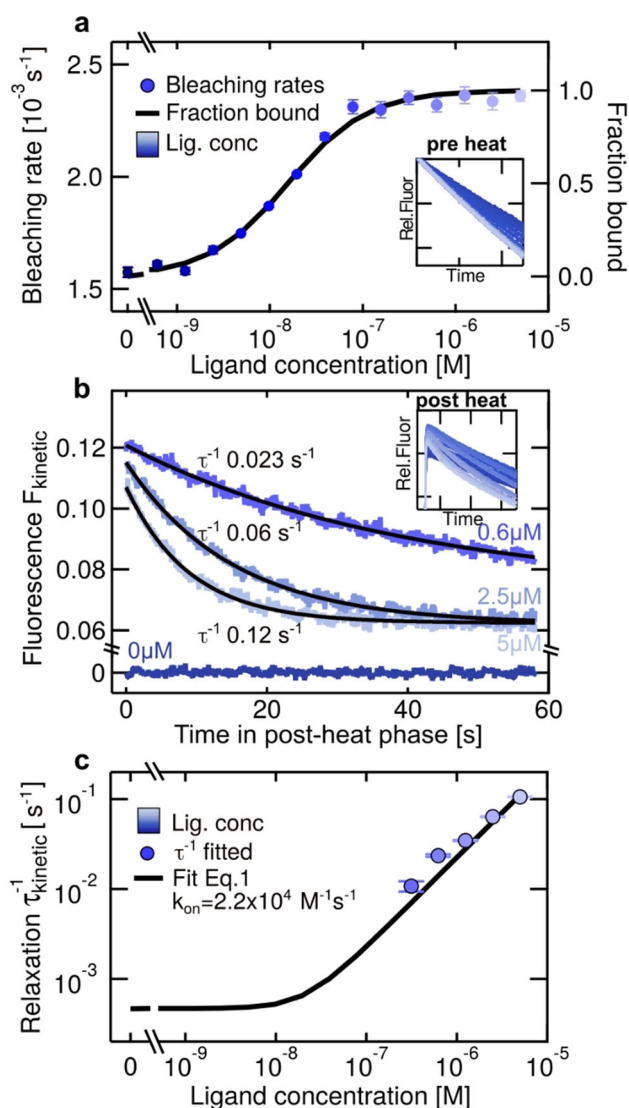 a
2.5
2.0
1.5
Bleaching rate [10⁻³ s⁻¹]
Bleaching rates
Fraction bound
Lig. conc
pre heat
Rel.Fluor
Time
1.0
0.5
0.0
Fraction bound
0 10⁻⁹ 10⁻⁸ 10⁻⁷ 10⁻⁶ 10⁻⁵
Ligand concentration [M]
b
0.12
0.10
0.08
0.06
0
Fluorescence F_kinetic
τ⁻¹ 0.023 s⁻¹
τ⁻¹ 0.06 s⁻¹
τ⁻¹ 0.12 s⁻¹
post heat
Rel.Fluor
Time
0.6µM
2.5µM
5µM
0µM
0 20 40 60
Time in post-heat phase [s]
c
10⁻¹
10⁻²
10⁻³
Relaxation τ⁻¹_kinetic [s⁻¹]
Lig. conc
τ⁻¹ fitted
Fit Eq.1
k_on=2.2x10⁴ M⁻¹s⁻¹
0 10⁻⁹ 10⁻⁸ 10⁻⁷ 10⁻⁶ 10⁻⁵
Ligand concentration [M]